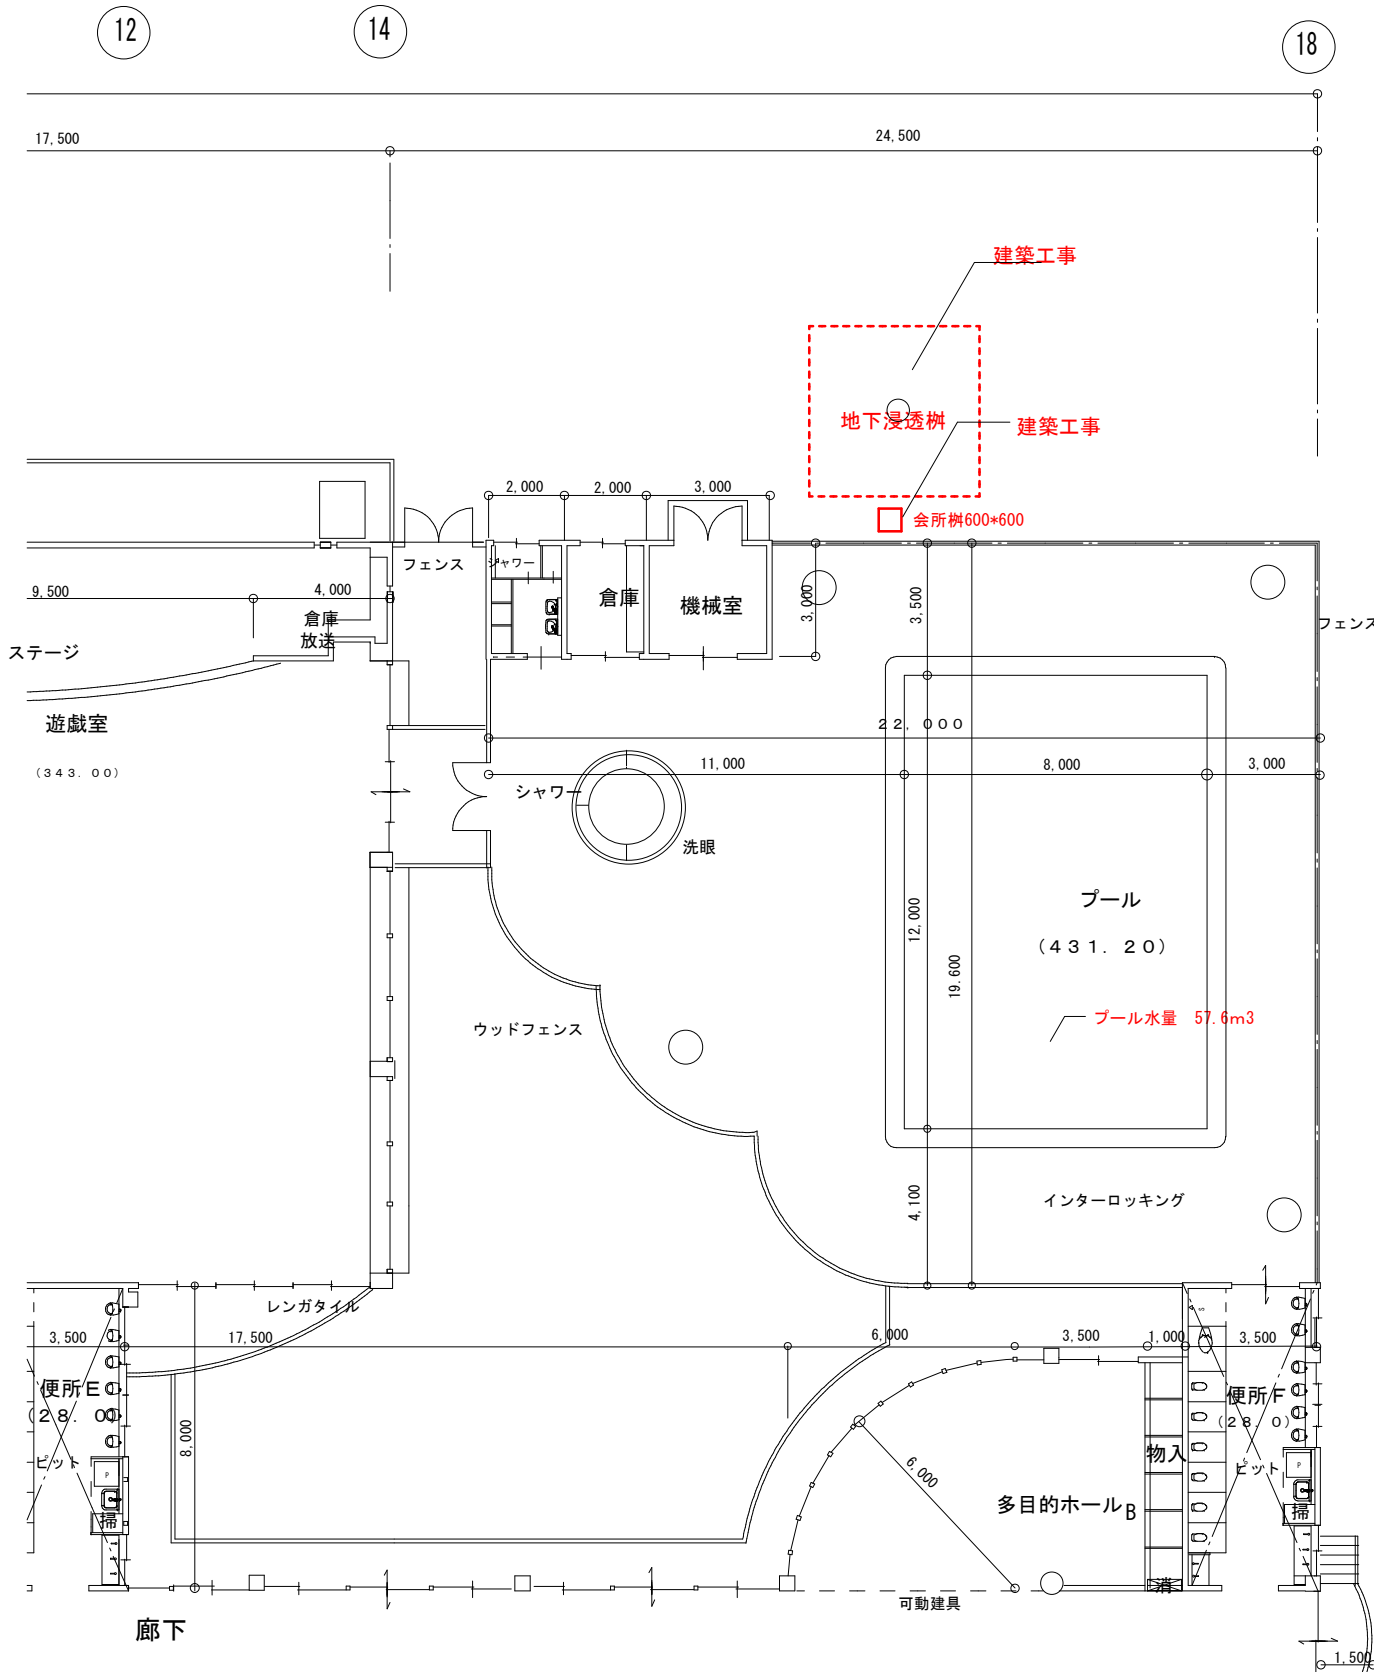 12
14
18
17,500
24,500
建築工事
地下浸透桝
建築工事
2,000
2,000
3,000
会所桝600*600
フェンス
シャワー
9,500
4,000
倉庫
機械室
3,000
3,500
倉庫
放送
フェンス
ステージ
遊戯室
22,000
(343.00)
11,000
8,000
3,000
シャワー
洗眼
プール
12,000
(431.20)
19.600
ウッドフェンス
プール水量 57.6m3
4,100
インターロッキング
レンガタイル
3,500
17,500
6,000
3,500
1,000
3,500
便所E
(28.0)
便所F
(28.0)
8,000
ピット
P
6,000
物入
ピット
P
多目的ホールB
掃
掃
消
可動建具
廊下
1,500